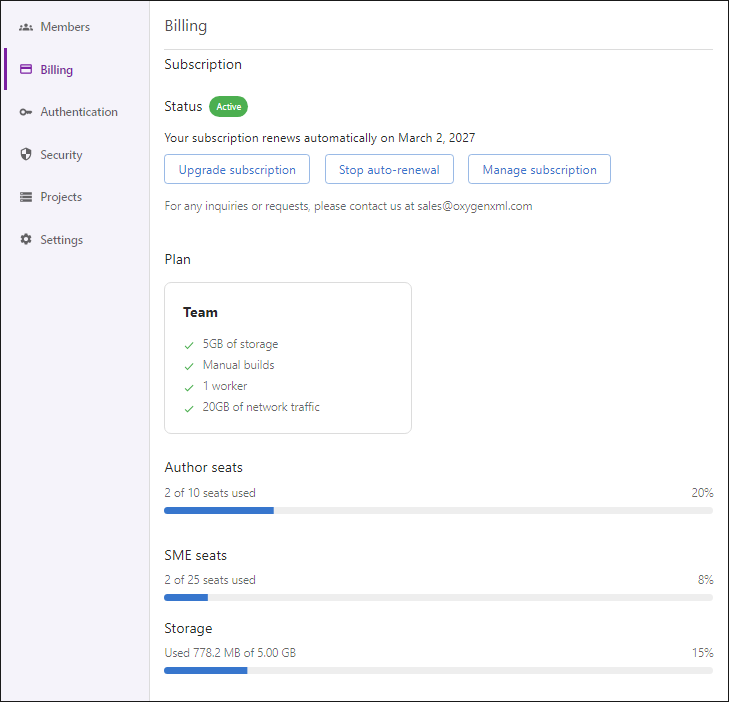 Members
Billing
Authentication
Security
Projects
Settings
Billing
Subscription
Status Active
Your subscription renews automatically on March 2, 2027
Upgrade subscription Stop auto-renewal Manage subscription
For any inquiries or requests, please contact us at sales@oxygenxml.com
Plan
Team
5GB of storage
Manual builds
1 worker
20GB of network traffic
Author seats
2 of 10 seats used 20%
SME seats
2 of 25 seats used 8%
Storage
Used 778.2 MB of 5.00 GB 15%